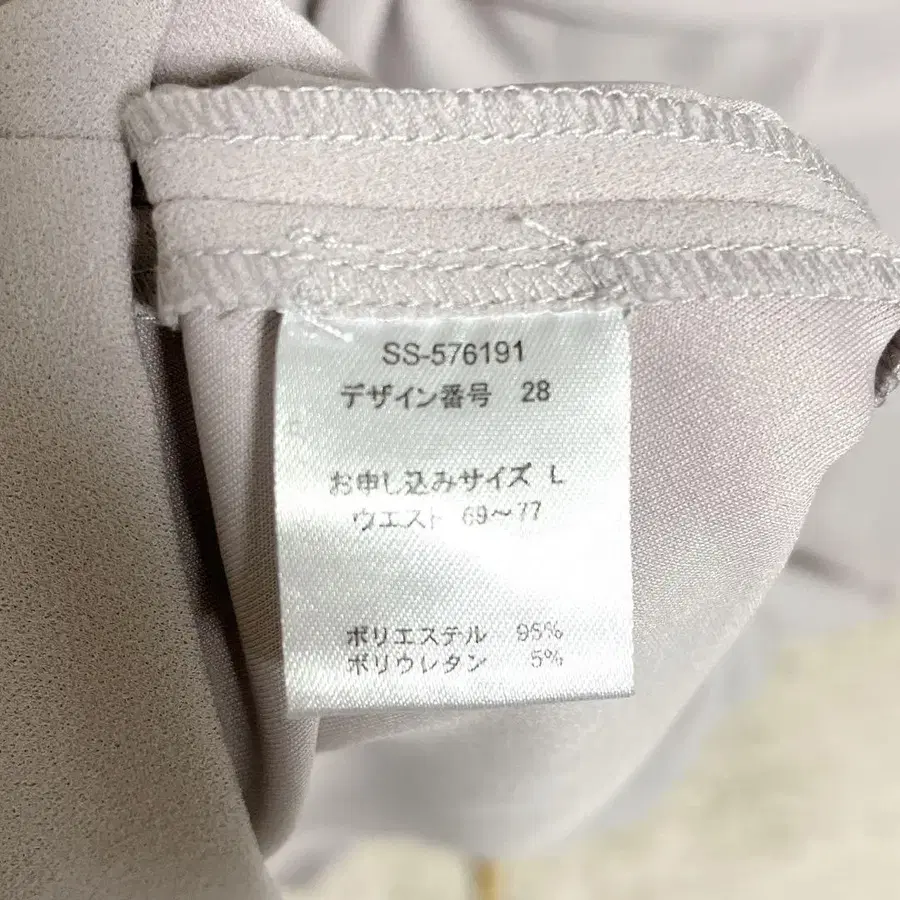 SS-576191
デザイン番号 28
お申し込みサイズ L
ウエスト 69～77
ポリエステル 95%
ポリウレタン 5%